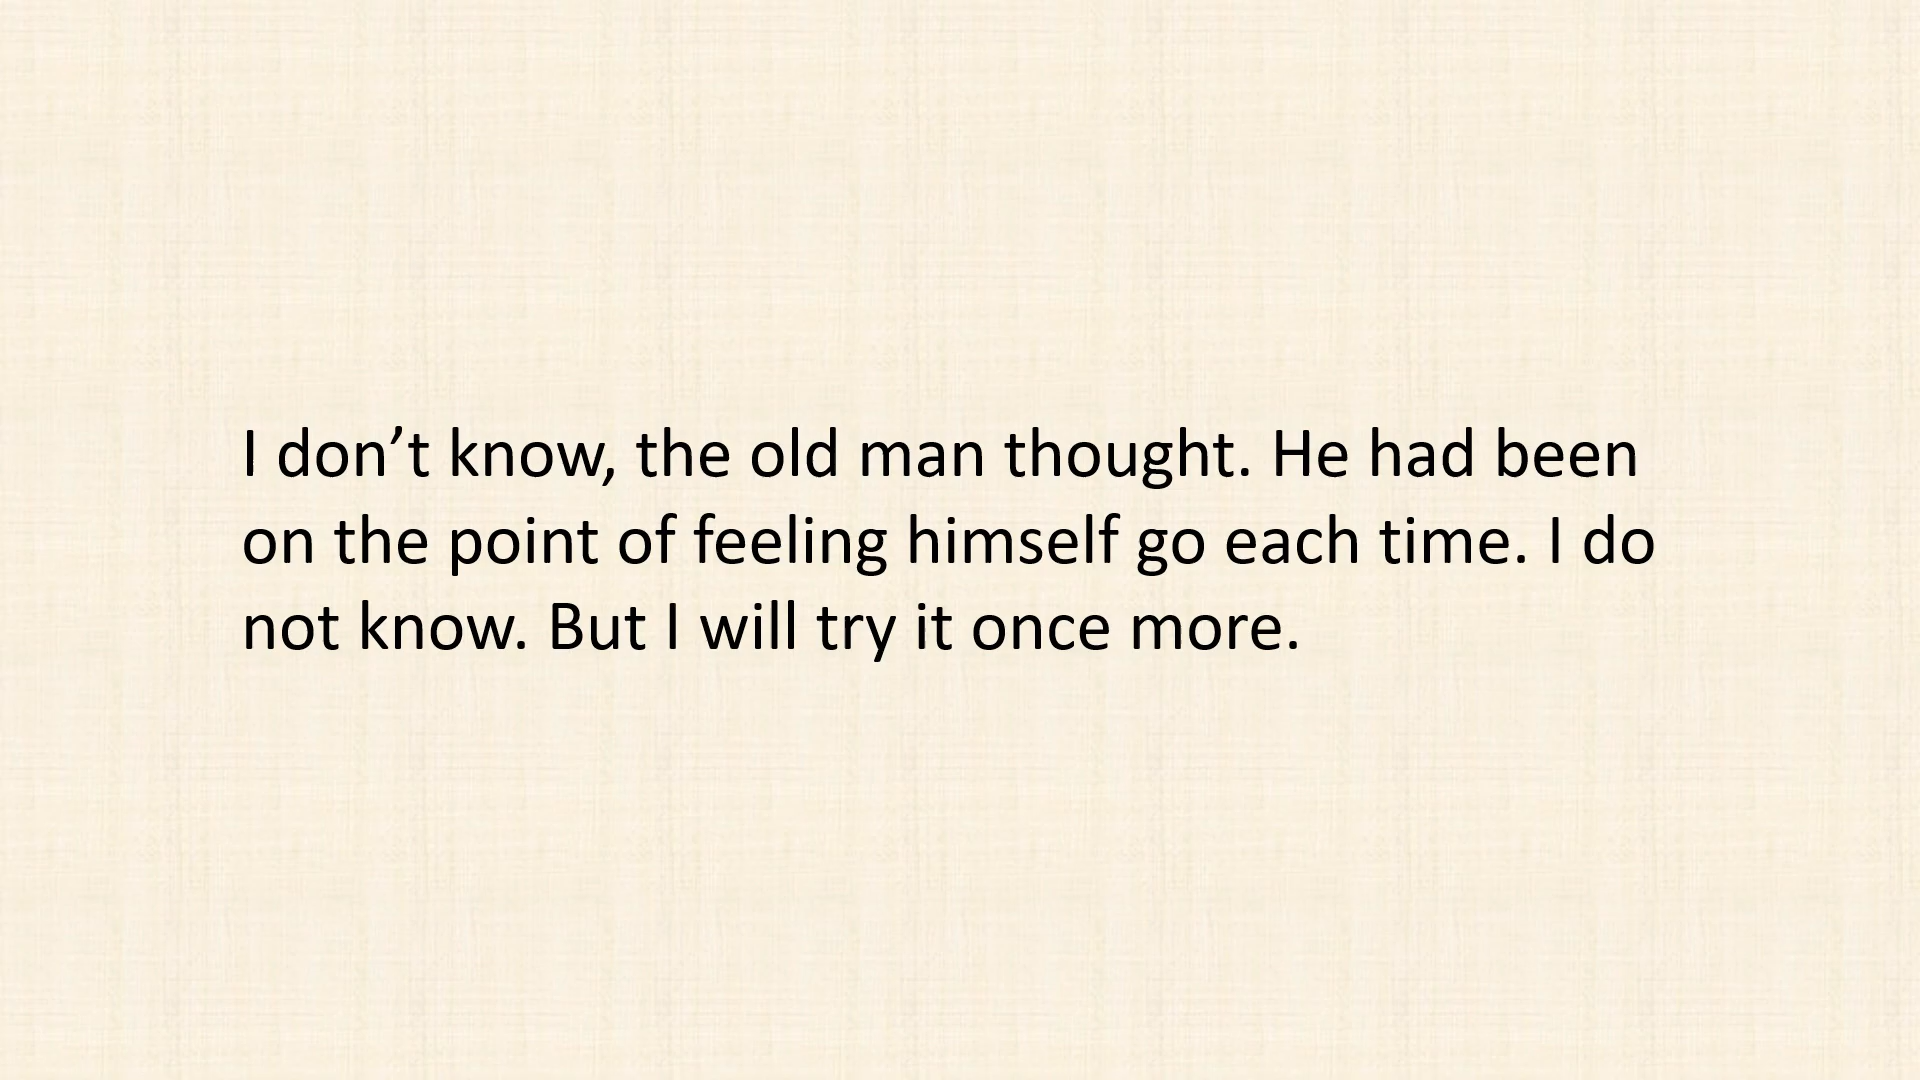 I don’t know, the old man thought. He had been
on the point of feeling himself go each time. I do
not know. But I will try it once more.